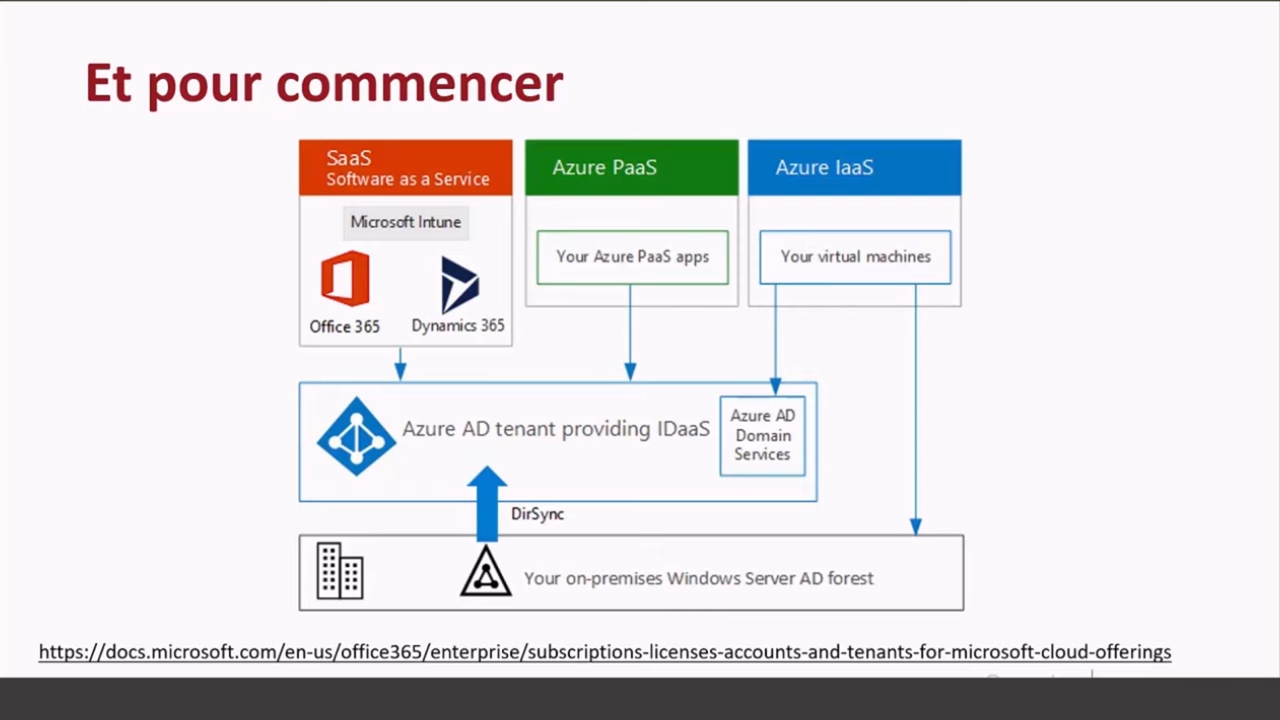 Et pour commencer
SaaS
Software as a Service
Microsoft Intune
Office 365
Dynamics 365
Azure PaaS
Your Azure PaaS apps
Azure IaaS
Your virtual machines
Azure AD tenant providing IDaaS
Azure AD
Domain
Services
DirSync
Your on-premises Windows Server AD forest
https://docs.microsoft.com/en-us/office365/enterprise/subscriptions-licenses-accounts-and-tenants-for-microsoft-cloud-offerings